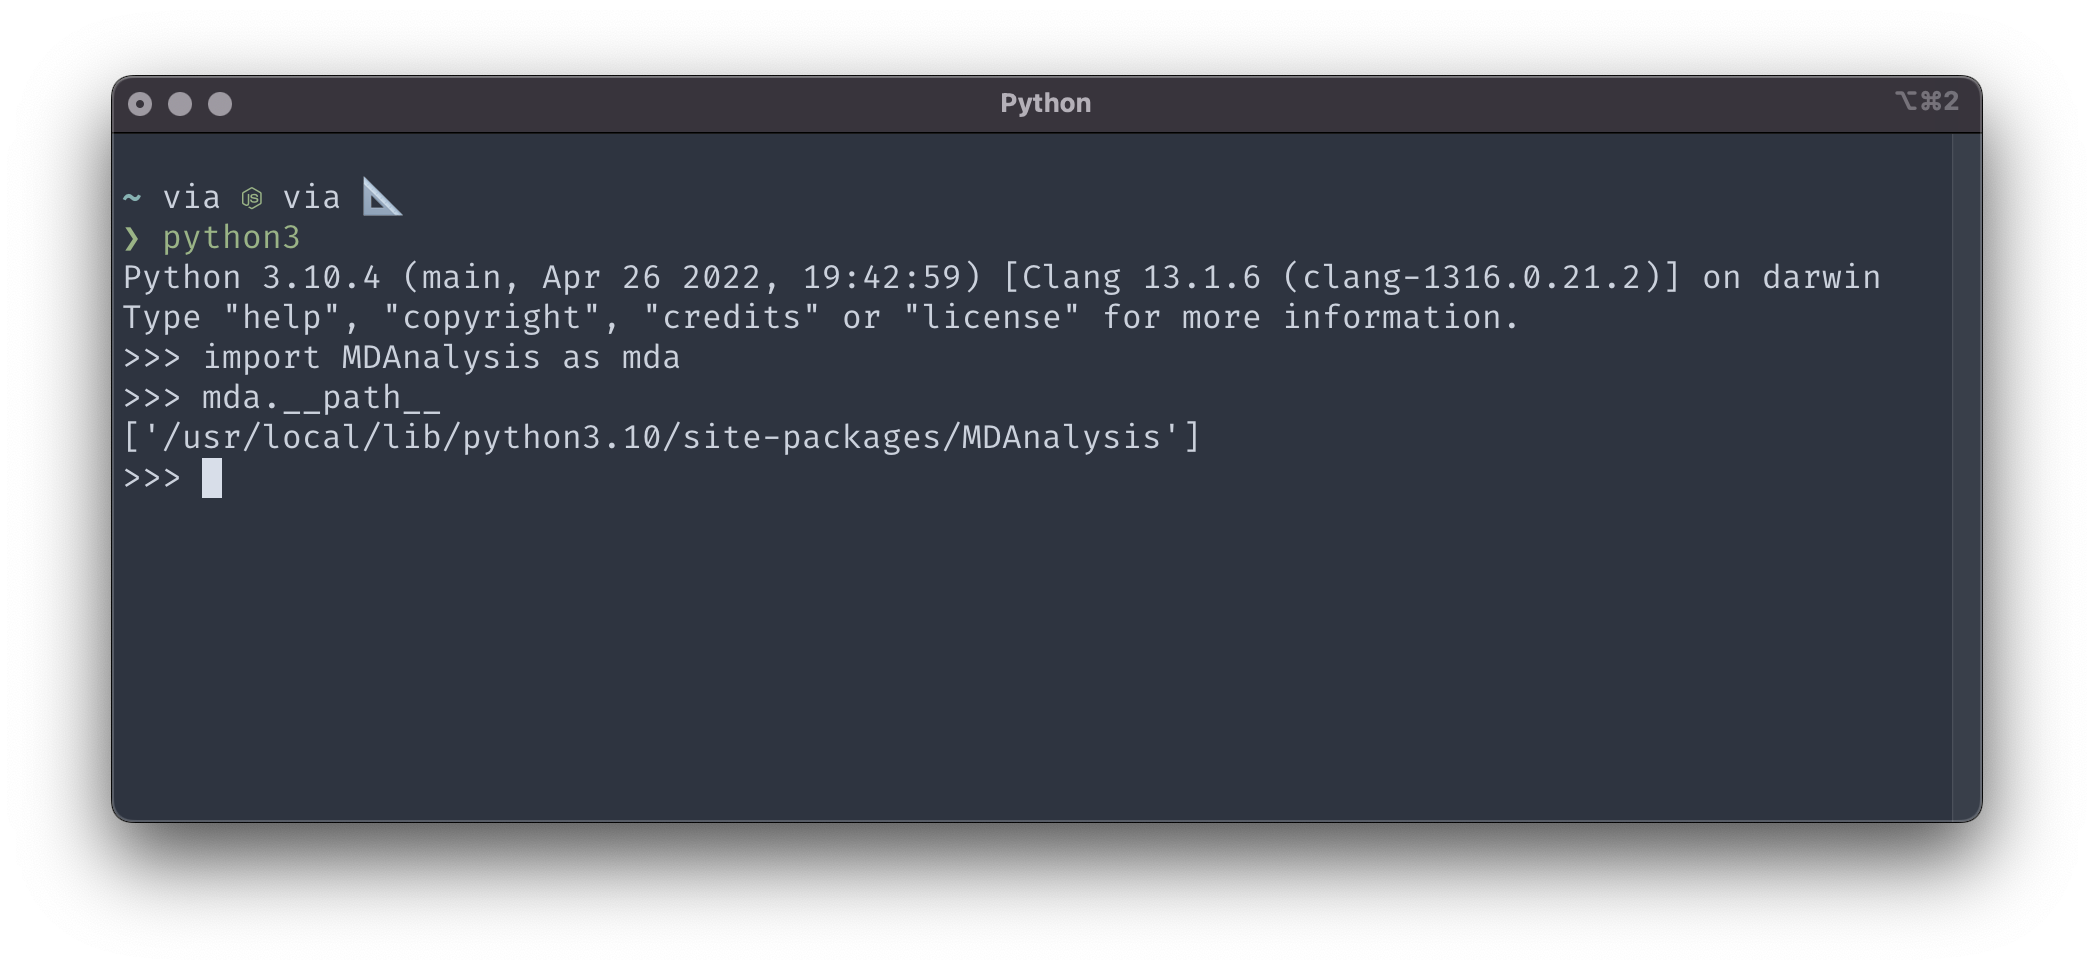 Python
⌥⌘2
~ via JS via 📐
❯ python3
Python 3.10.4 (main, Apr 26 2022, 19:42:59) [Clang 13.1.6 (clang-1316.0.21.2)] on darwin
Type "help", "copyright", "credits" or "license" for more information.
>>> import MDAnalysis as mda
>>> mda.__path__
['/usr/local/lib/python3.10/site-packages/MDAnalysis']
>>>